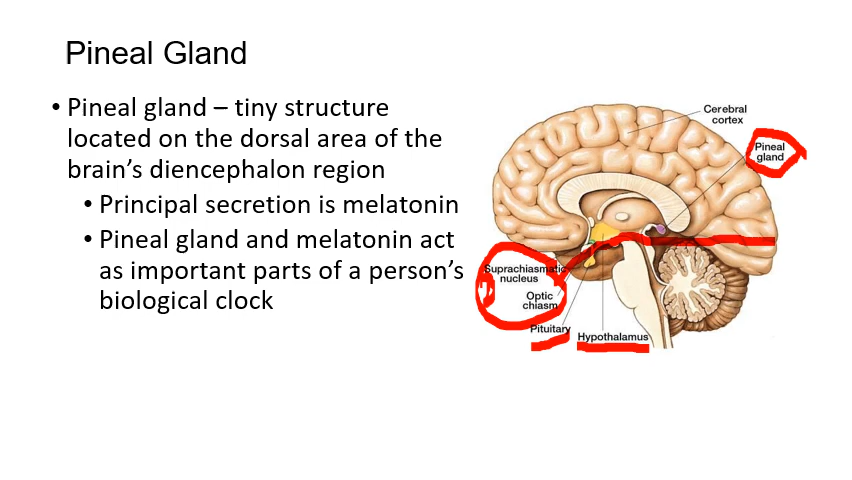 Pineal Gland
• Pineal gland – tiny structure
located on the dorsal area of the
brain’s diencephalon region
• Principal secretion is melatonin
• Pineal gland and melatonin act
as important parts of a person’s
biological clock
Cerebral
cortex
Pineal
gland
Suprachiasmatic
nucleus
Optic
chiasm
Pituitary
Hypothalamus